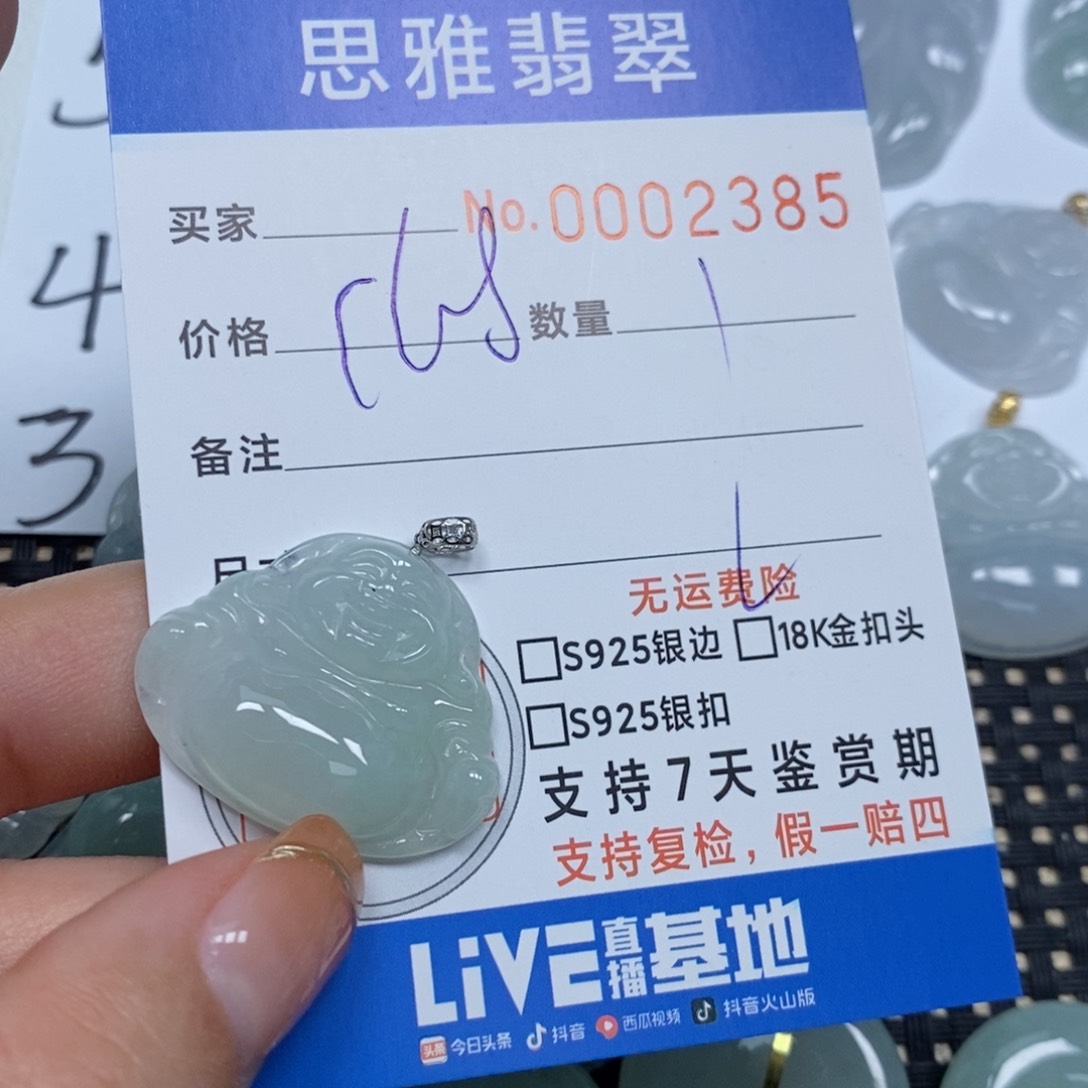 思雅翡翠
5
4
3
买家 No.0002385
价格 数量 1
备注
无运费险
S925银边 18K金扣头
S925银扣
支持7天鉴赏期
支持复检，假一赔四
LiVE直播基地
头条 今日头条 抖音 西瓜视频 抖音火山版